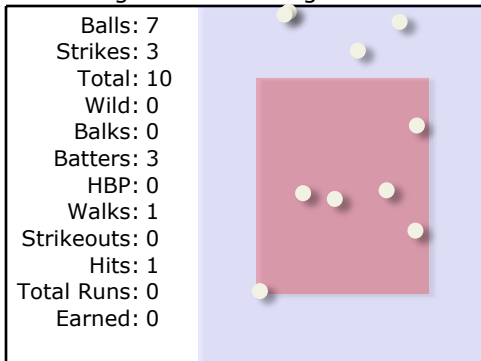 Balls: 7
Strikes: 3
Total: 10
Wild: 0
Balks: 0
Batters: 3
HBP: 0
Walks: 1
Strikeouts: 0
Hits: 1
Total Runs: 0
Earned: 0